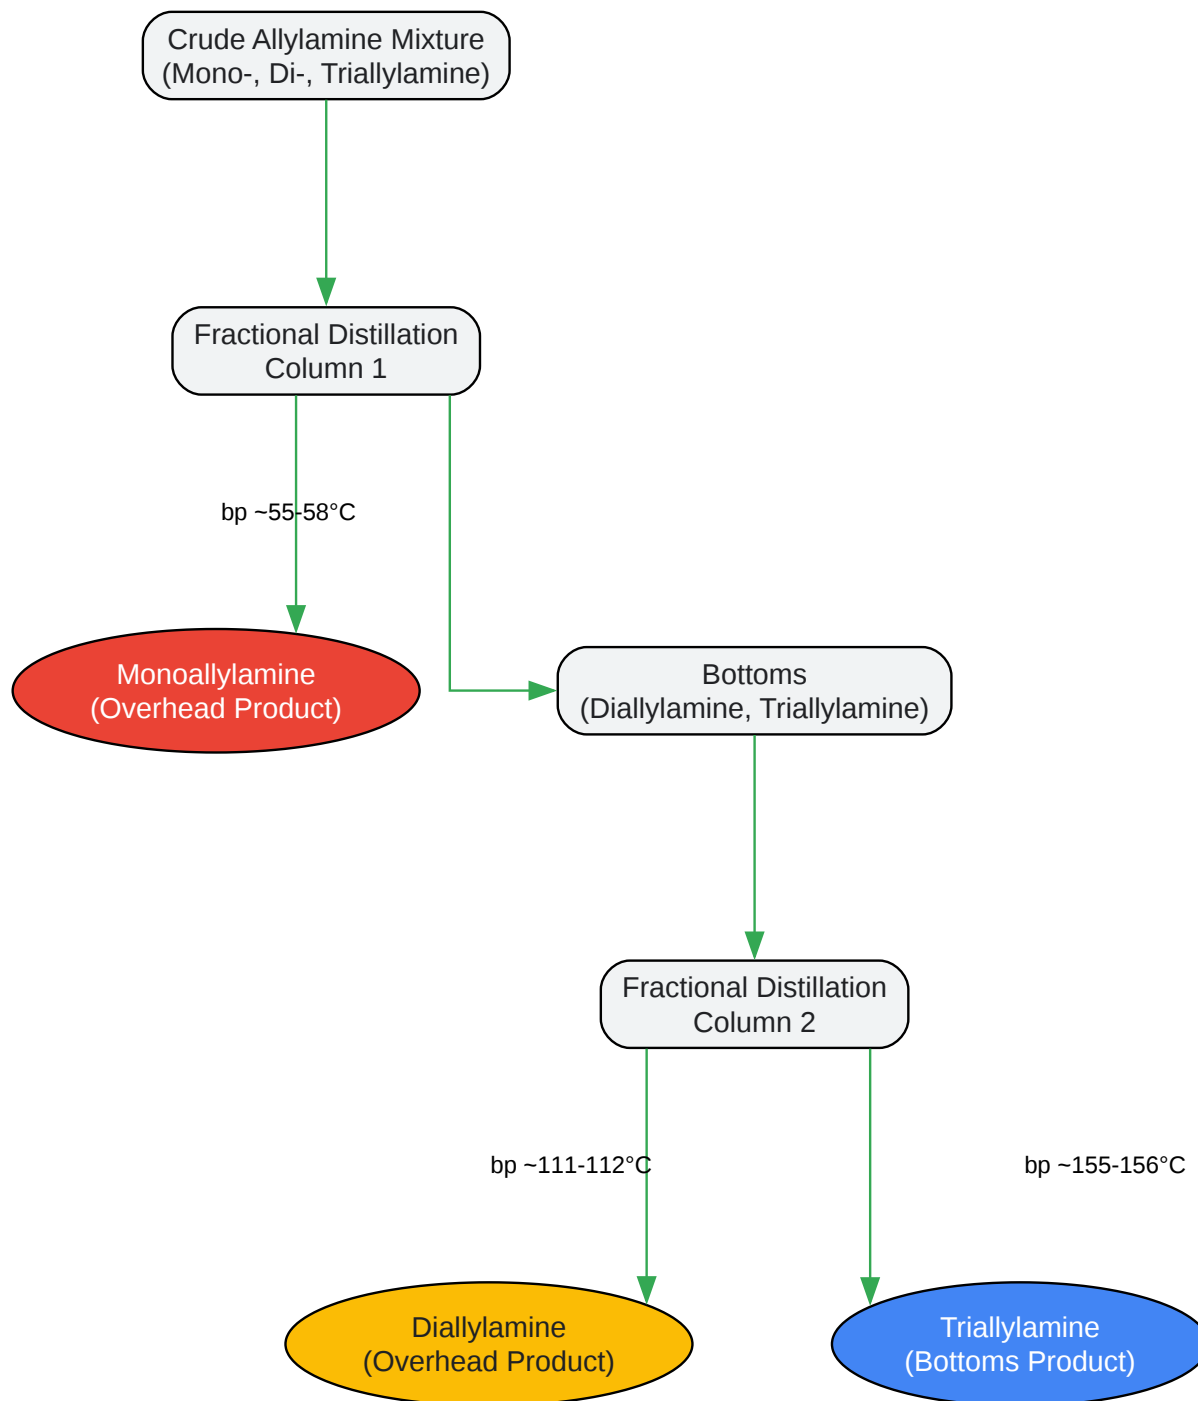 Crude Allylamine Mixture
(Mono-, Di-, Triallylamine)
Fractional Distillation
Column 1
bp ~55-58°C
Monoallylamine
(Overhead Product)
Bottoms
(Diallylamine, Triallylamine)
Fractional Distillation
Column 2
bp ~111-112°C
bp ~155-156°C
Diallylamine
(Overhead Product)
Triallylamine
(Bottoms Product)